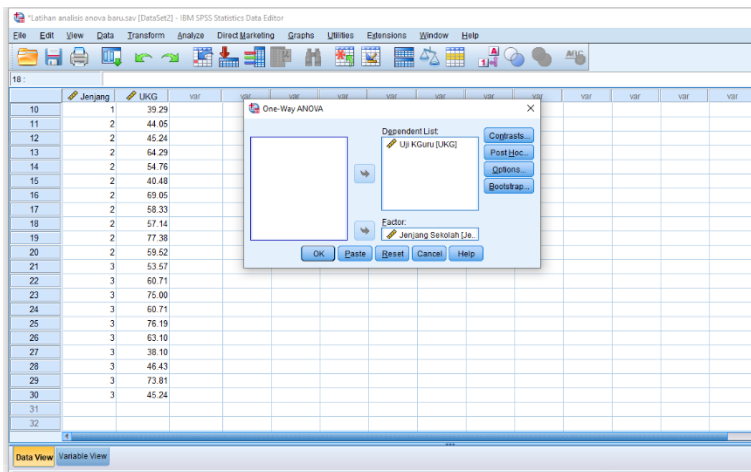 *Latihan analisis anova baru.sav [DataSet2] - IBM SPSS Statistics Data Editor
File Edit View Data Transform Analyze Direct Marketing Graphs Utilities Extensions Window Help
18 :
Jenjang UKG var var var var var var var var var var var
10 1 39.29
11 2 44.05
12 2 45.24
13 2 64.29
14 2 54.76
15 2 40.48
16 2 69.05
17 2 58.33
18 2 57.14
19 2 77.38
20 2 59.52
21 3 53.57
22 3 60.71
23 3 75.00
24 3 60.71
25 3 76.19
26 3 63.10
27 3 38.10
28 3 46.43
29 3 73.81
30 3 45.24
31
32
One-Way ANOVA
Dependent List:
Uji KGuru [UKG]
Contrasts...
Post Hoc...
Options...
Bootstrap...
Factor:
Jenjang Sekolah [Je...
OK Paste Reset Cancel Help
Data View Variable View